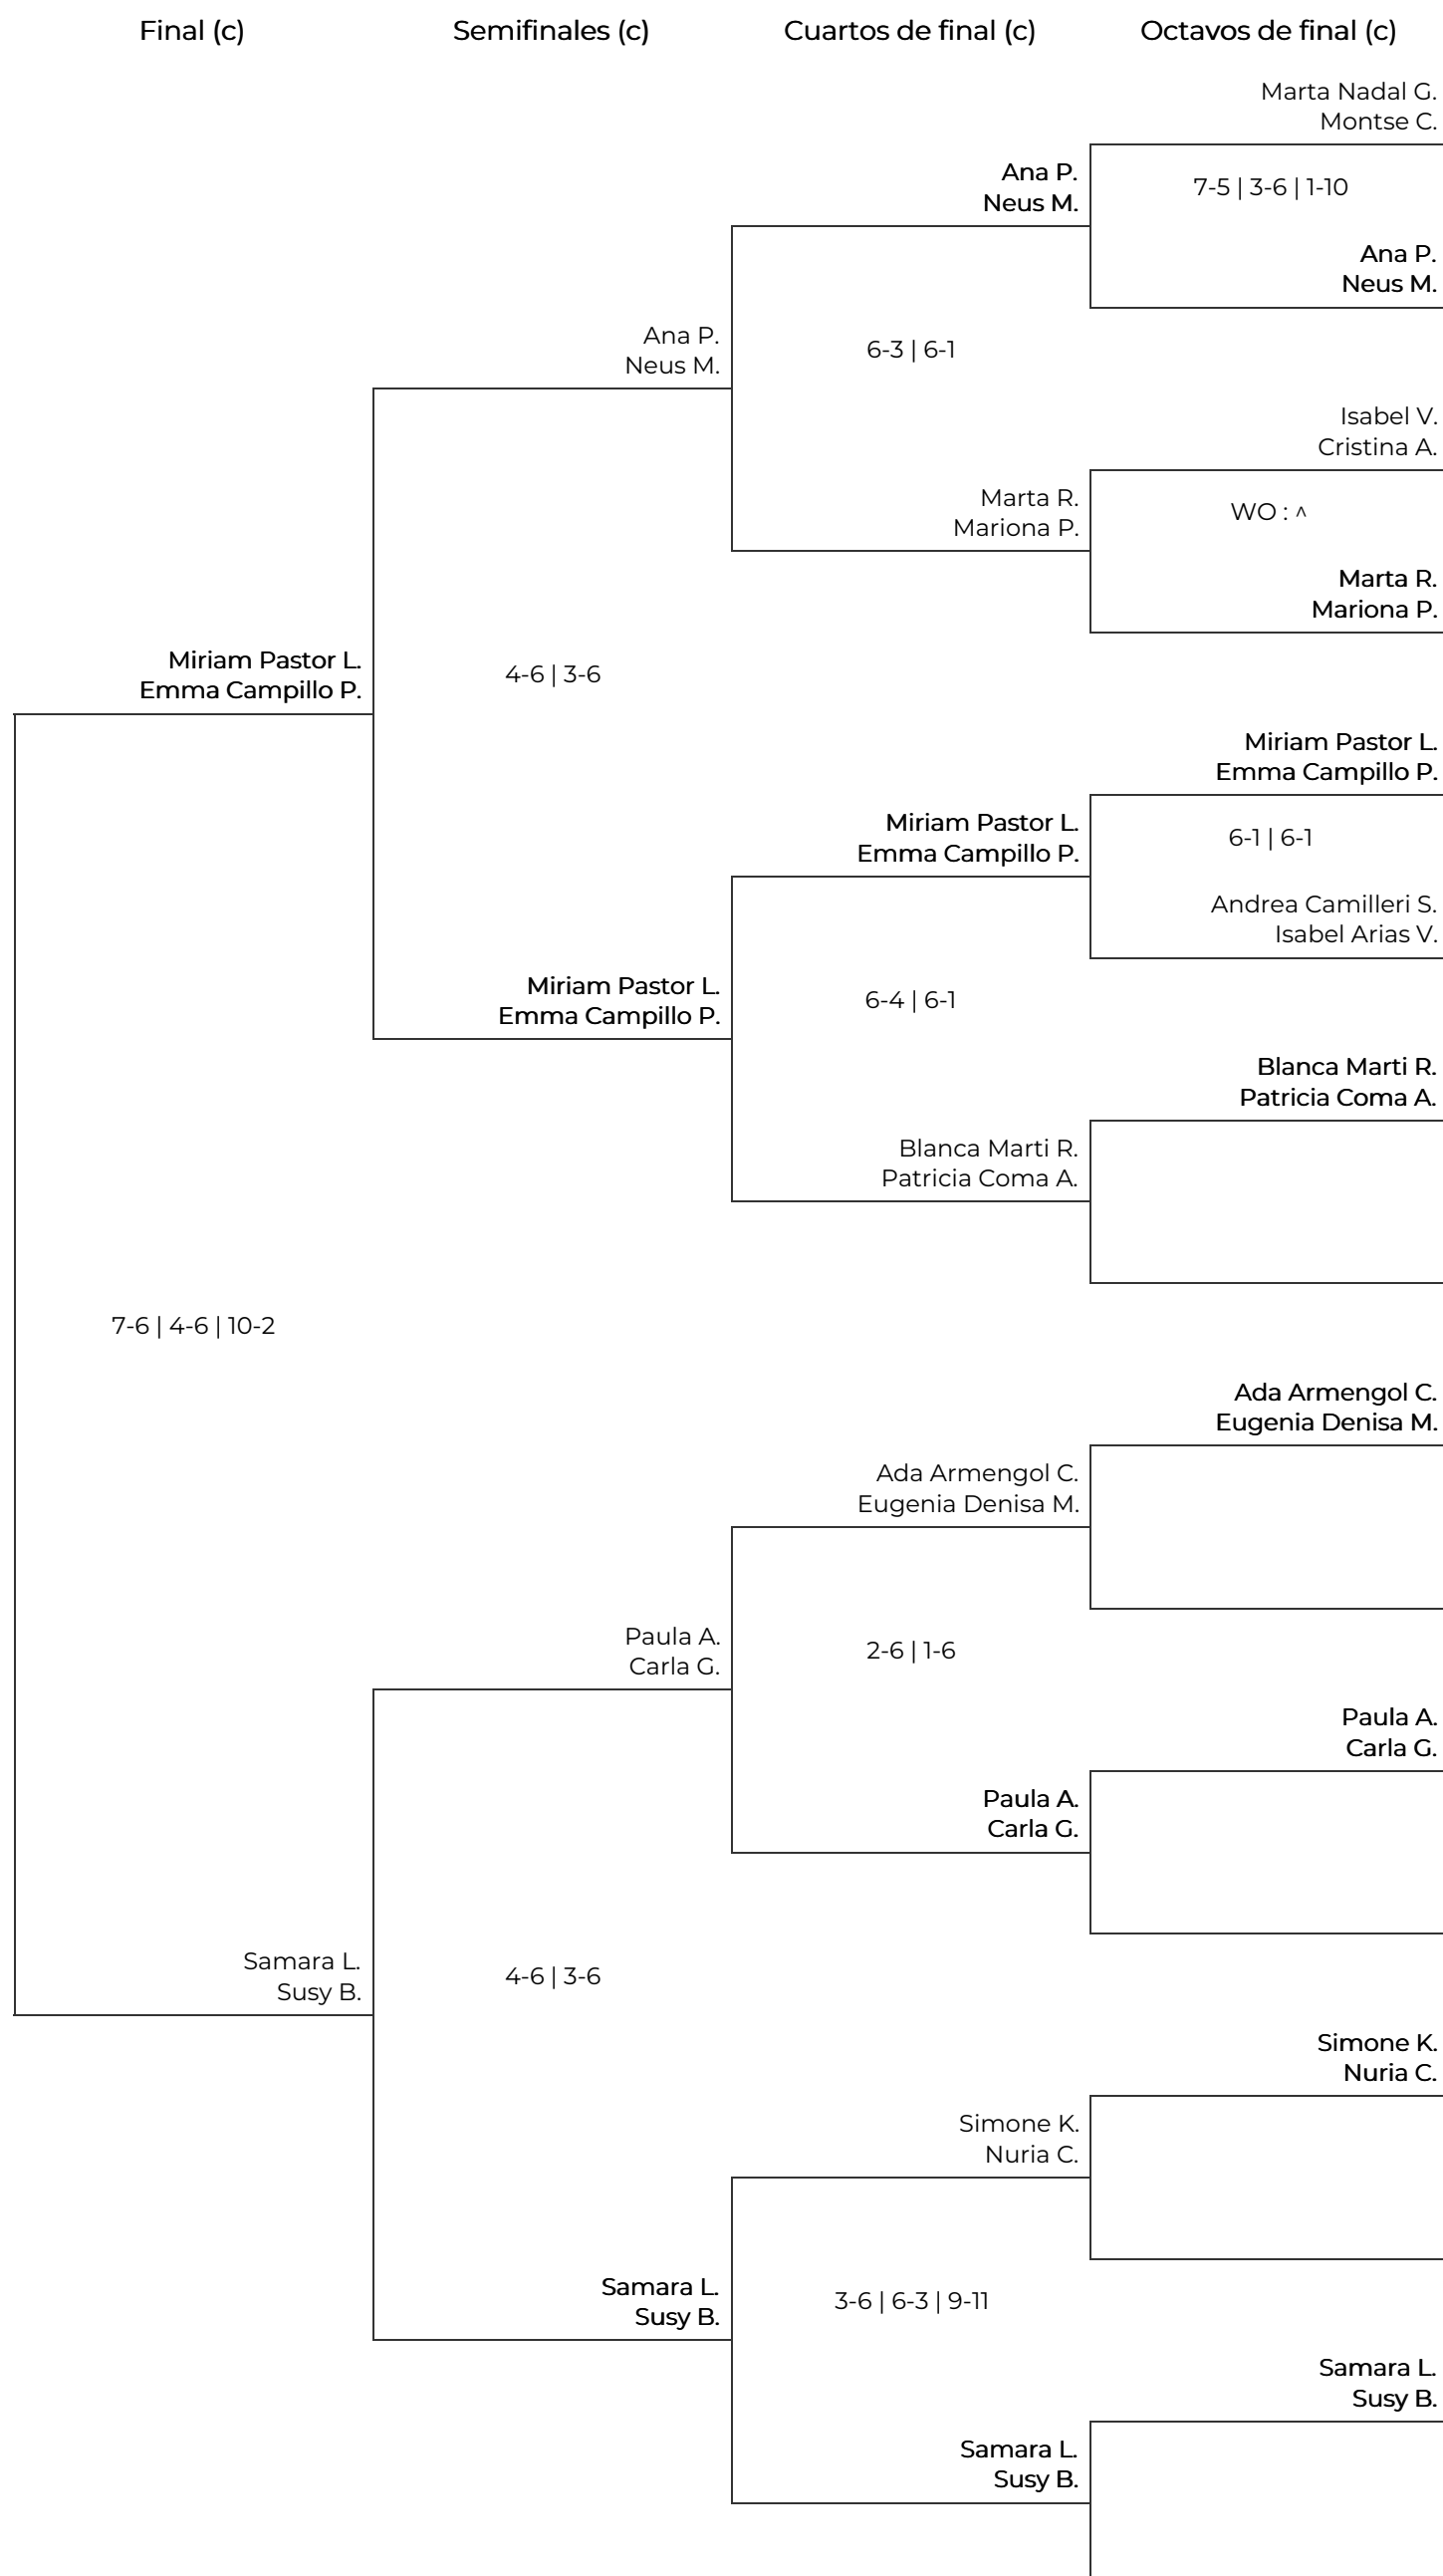 Final (c)
Semifinales (c)
Cuartos de final (c)
Octavos de final (c)
Marta Nadal G.
Montse C.
Ana P.
Neus M.
7-5 | 3-6 | 1-10
Ana P.
Neus M.
Ana P.
Neus M.
6-3 | 6-1
Isabel V.
Cristina A.
Marta R.
Mariona P.
WO : ^
Marta R.
Mariona P.
Miriam Pastor L.
Emma Campillo P.
4-6 | 3-6
Miriam Pastor L.
Emma Campillo P.
Miriam Pastor L.
Emma Campillo P.
6-1 | 6-1
Andrea Camilleri S.
Isabel Arias V.
Miriam Pastor L.
Emma Campillo P.
6-4 | 6-1
Blanca Marti R.
Patricia Coma A.
Blanca Marti R.
Patricia Coma A.
7-6 | 4-6 | 10-2
Ada Armengol C.
Eugenia Denisa M.
Ada Armengol C.
Eugenia Denisa M.
Paula A.
Carla G.
2-6 | 1-6
Paula A.
Carla G.
Paula A.
Carla G.
Samara L.
Susy B.
4-6 | 3-6
Simone K.
Nuria C.
Simone K.
Nuria C.
Samara L.
Susy B.
3-6 | 6-3 | 9-11
Samara L.
Susy B.
Samara L.
Susy B.